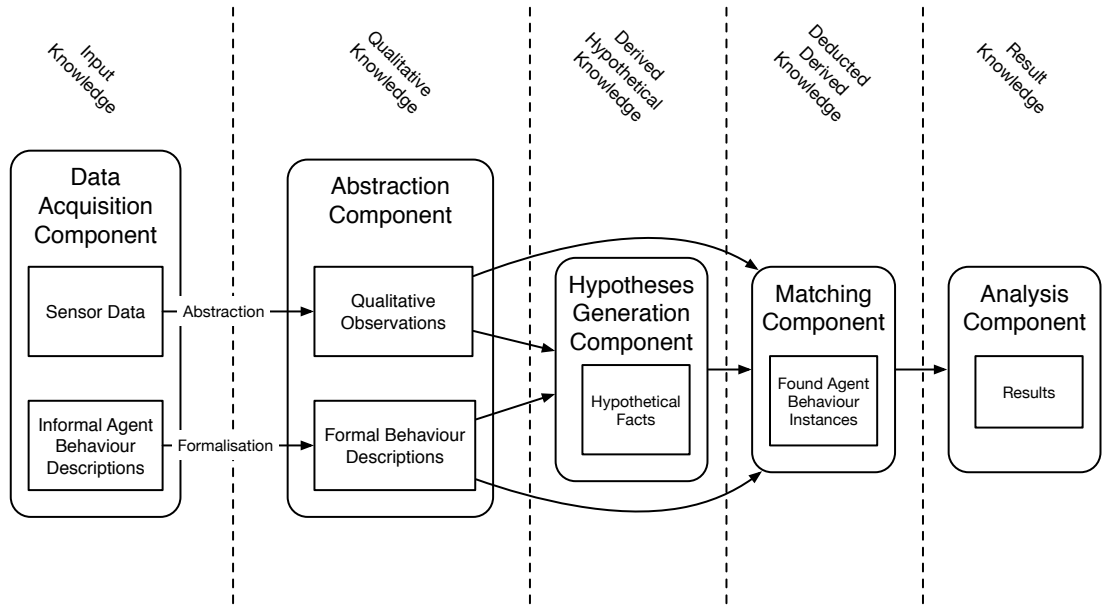 Input
Knowledge
Qualitative
Knowledge
Derived
Hypothetical
Knowledge
Deducted
Derived
Knowledge
Result
Knowledge
Data
Acquisition
Component
Sensor Data
Informal Agent
Behaviour
Descriptions
Abstraction
Formalisation
Abstraction
Component
Qualitative
Observations
Formal Behaviour
Descriptions
Hypotheses
Generation
Component
Hypothetical
Facts
Matching
Component
Found Agent
Behaviour
Instances
Analysis
Component
Results